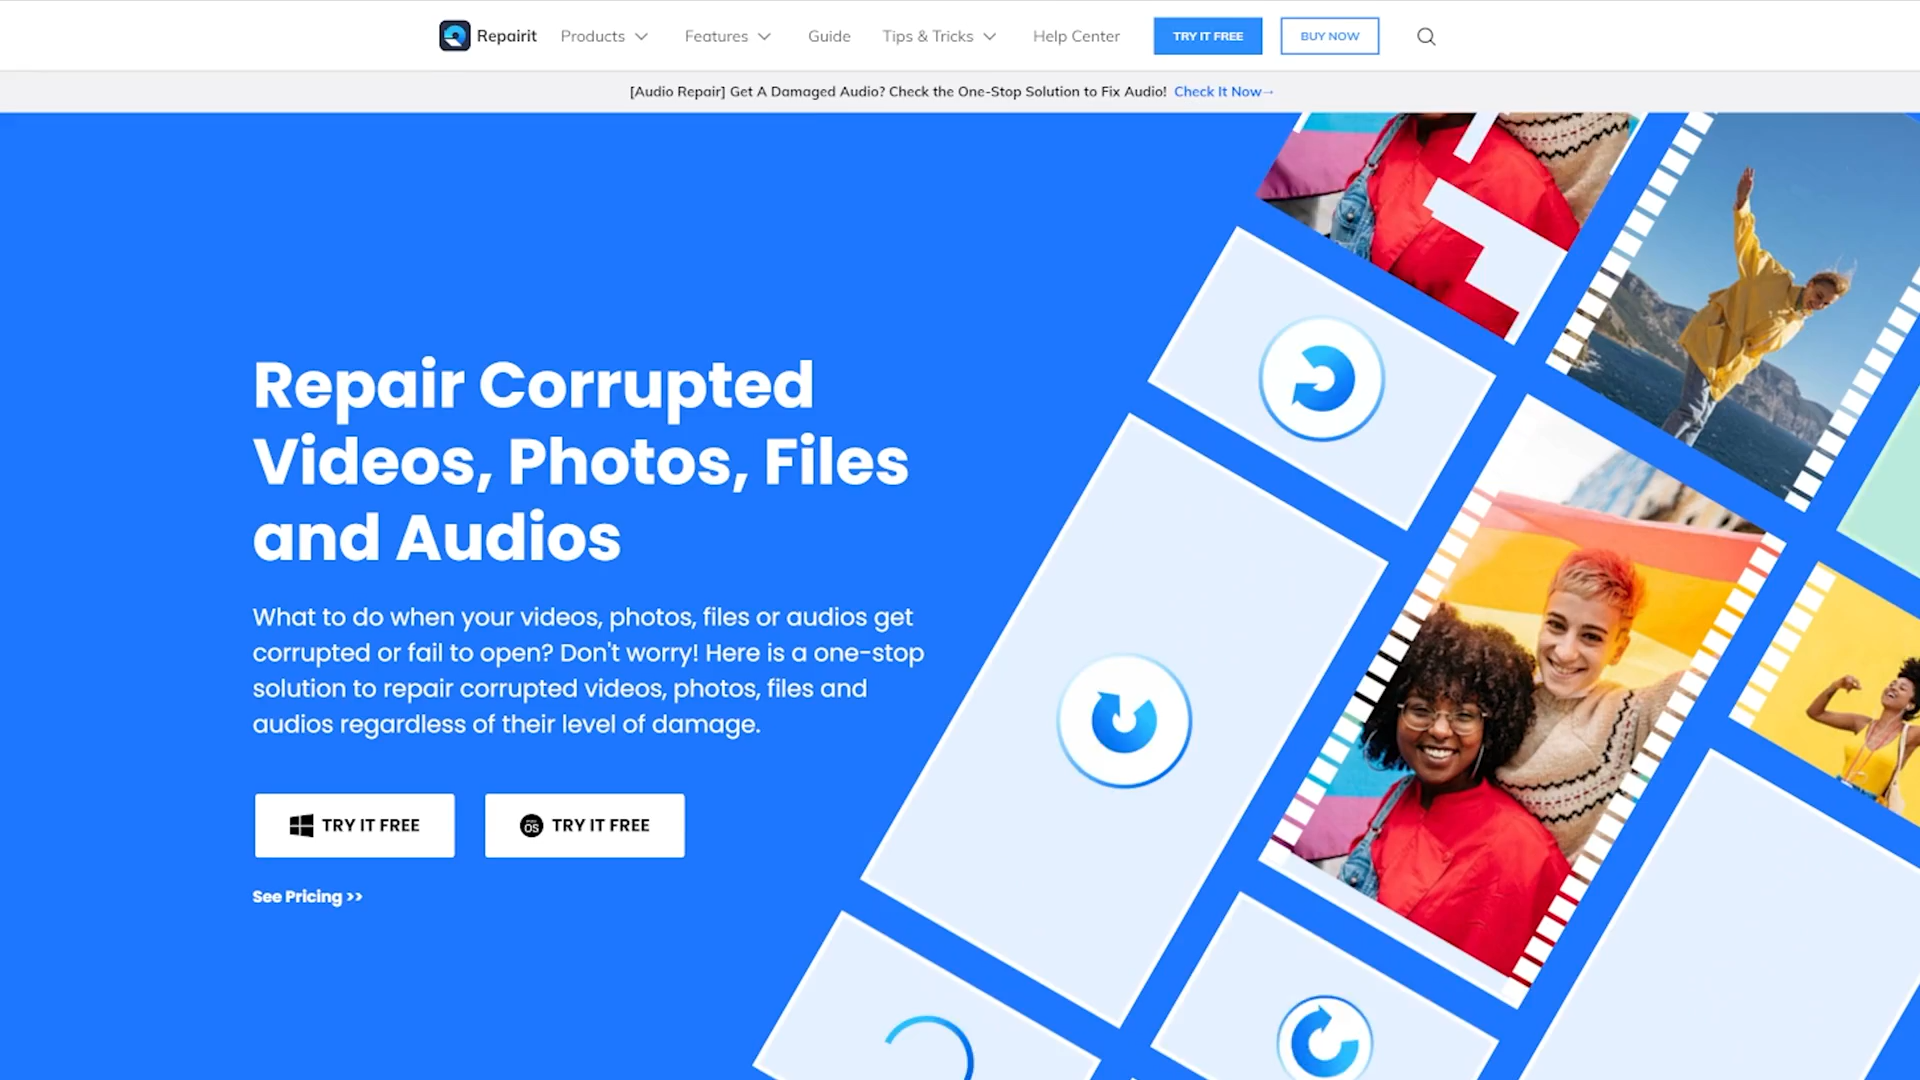 Repairit Products Features Guide Tips & Tricks Help Center TRY IT FREE BUY NOW
[Audio Repair] Get A Damaged Audio? Check the One-Stop Solution to Fix Audio! Check It Now→
Repair Corrupted
Videos, Photos, Files
and Audios
What to do when your videos, photos, files or audios get
corrupted or fail to open? Don't worry! Here is a one-stop
solution to repair corrupted videos, photos, files and
audios regardless of their level of damage.
TRY IT FREE OS TRY IT FREE
See Pricing >>